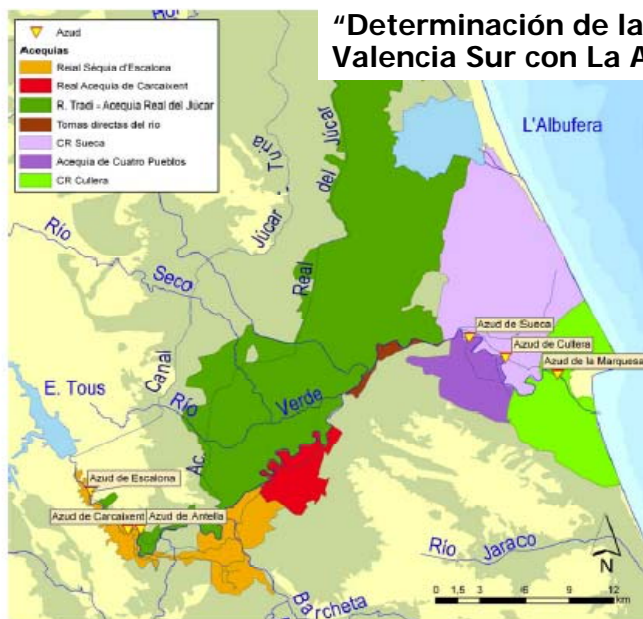 “Determinación de la
Valencia Sur con La A
Azud
Acequias
Reial Séquia d'Escalona
Real Acequia de Carcaixent
R. Tradi - Acequia Real del Júcar
Tomas directas del río
CR Sueca
Acequia de Cuatro Pueblos
CR Cullera
L'Albufera
Júcar - Turia
del Júcar
Río Seco
Real
Canal
Azud de Sueca
Azud de Cullera
Azud de la Marquesa
E. Tous
Río Verde
Ac.
Azud de Escalona
Azud de Carcaixent
Azud de Antella
Río Jaraco
Barcheta
N
0 1,5 3 6 9 12
km